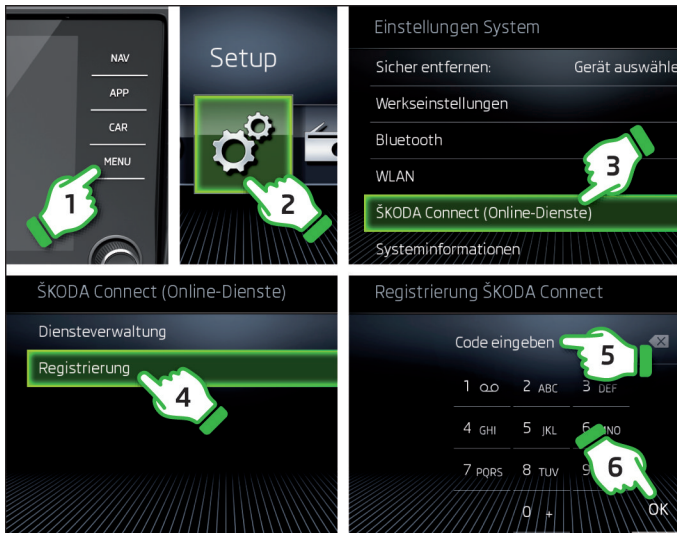 NAV
APP
CAR
MENU
1
Setup
2
Einstellungen System
Sicher entfernen: Gerät auswähle
Werkseinstellungen
Bluetooth
WLAN
3
ŠKODA Connect (Online-Dienste)
Systeminformationen
ŠKODA Connect (Online-Dienste)
Diensteverwaltung
Registrierung
4
Registrierung ŠKODA Connect
Code eingeben
5
1 2 ABC 3 DEF
4 GHI 5 JKL 6 MNO
7 PQRS 8 TUV 9
6
0 + OK